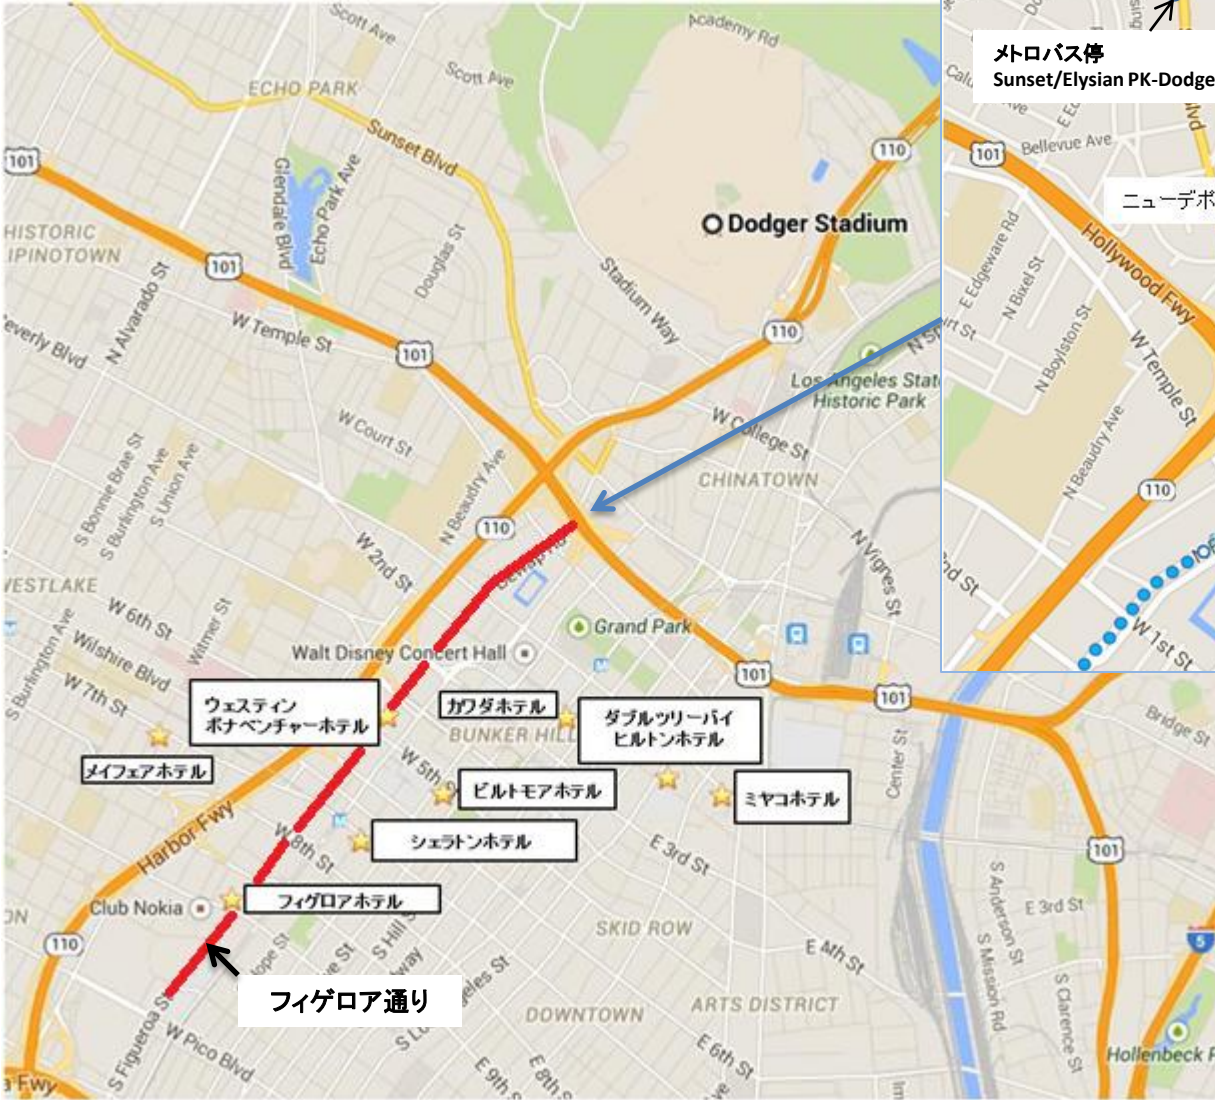 Scott Ave
Academy Rd
Scott Ave
ECHO PARK
Sunset Blvd
101
110
Glendale Blvd
Echo Park Ave
Dodger Stadium
HISTORIC
IPINOTOWN
101
Douglas St
Stadium Way
N Alvarado St
everly Blvd
W Temple St
101
110
Los Angeles State
Historic Park
W College St
W Court St
CHINATOWN
S Bonnie Brae St
S Burlington Ave
S Union Ave
N Beaudry Ave
110
N Vignes St
W 2nd St
VESTLAKE
W 6th St
Wilshire Blvd
Witmer St
W 7th St
S Burlington Ave
Grand Park
Walt Disney Concert Hall
101
101
ウェスティン
ボナベンチャーホテル
カワダホテル
BUNKER HILL
ダブルツリーバイ
ヒルトンホテル
メイフェアホテル
W 5th S
ビルトモアホテル
ミヤコホテル
Center St
Bridge St
Harbor Fwy
W 8th St
シェラトンホテル
E 3rd St
101
Club Nokia
フィゲロアホテル
SKID ROW
S Anderson St
E 3rd St
110
S Hill S
E 4th St
S Mission Rd
S Clarence St
5
フィゲロア通り
DOWNTOWN
ARTS DISTRICT
S Figueroa St
W Pico Blvd
E 6th St
E 9th S
E 8th S
Hollenbeck P
a Fwy
メトロバス停
Sunset/Elysian PK-Dodge
Bellevue Ave
101
ニューデポ
E Edgeware Rd
N Bixel St
Hollywood Fwy
N Boylston St
W Temple St
N Beaudry Ave
110
W 1st St